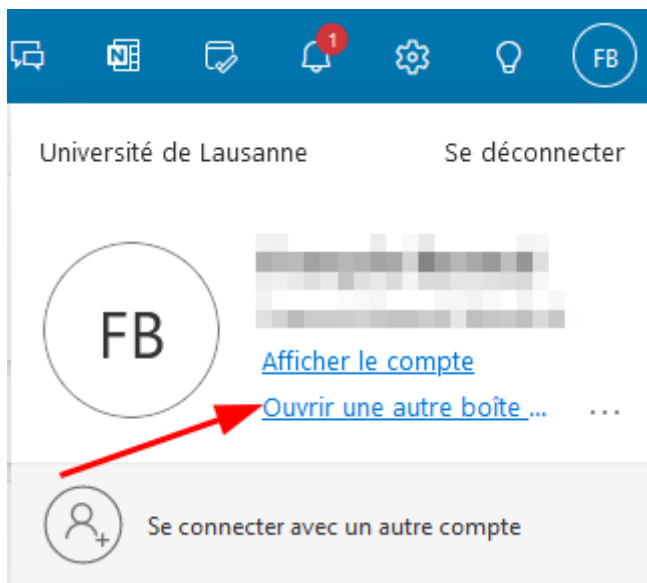 1
FB
Université de Lausanne Se déconnecter
FB
Afficher le compte
Ouvrir une autre boîte ... ...
Se connecter avec un autre compte